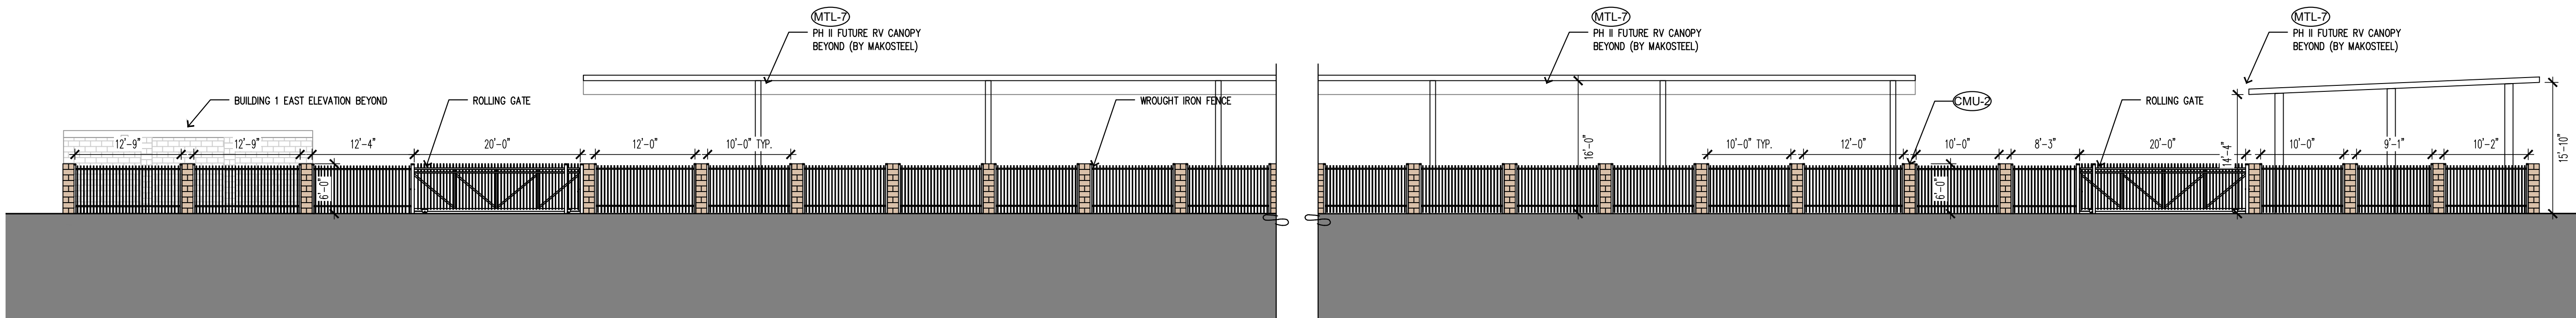 MTL-7
PH II FUTURE RV CANOPY
BEYOND (BY MAKOSTEEL)
MTL-7
PH II FUTURE RV CANOPY
BEYOND (BY MAKOSTEEL)
MTL-7
PH II FUTURE RV CANOPY
BEYOND (BY MAKOSTEEL)
BUILDING 1 EAST ELEVATION BEYOND
ROLLING GATE
WROUGHT IRON FENCE
CMU-2
ROLLING GATE
12'-9"
12'-9"
12'-4"
20'-0"
12'-0"
10'-0" TYP.
16'-0"
10'-0" TYP.
12'-0"
10'-0"
8'-3"
20'-0"
14'-4"
10'-0"
9'-1"
10'-2"
15'-10"
6'-0"
6'-0"